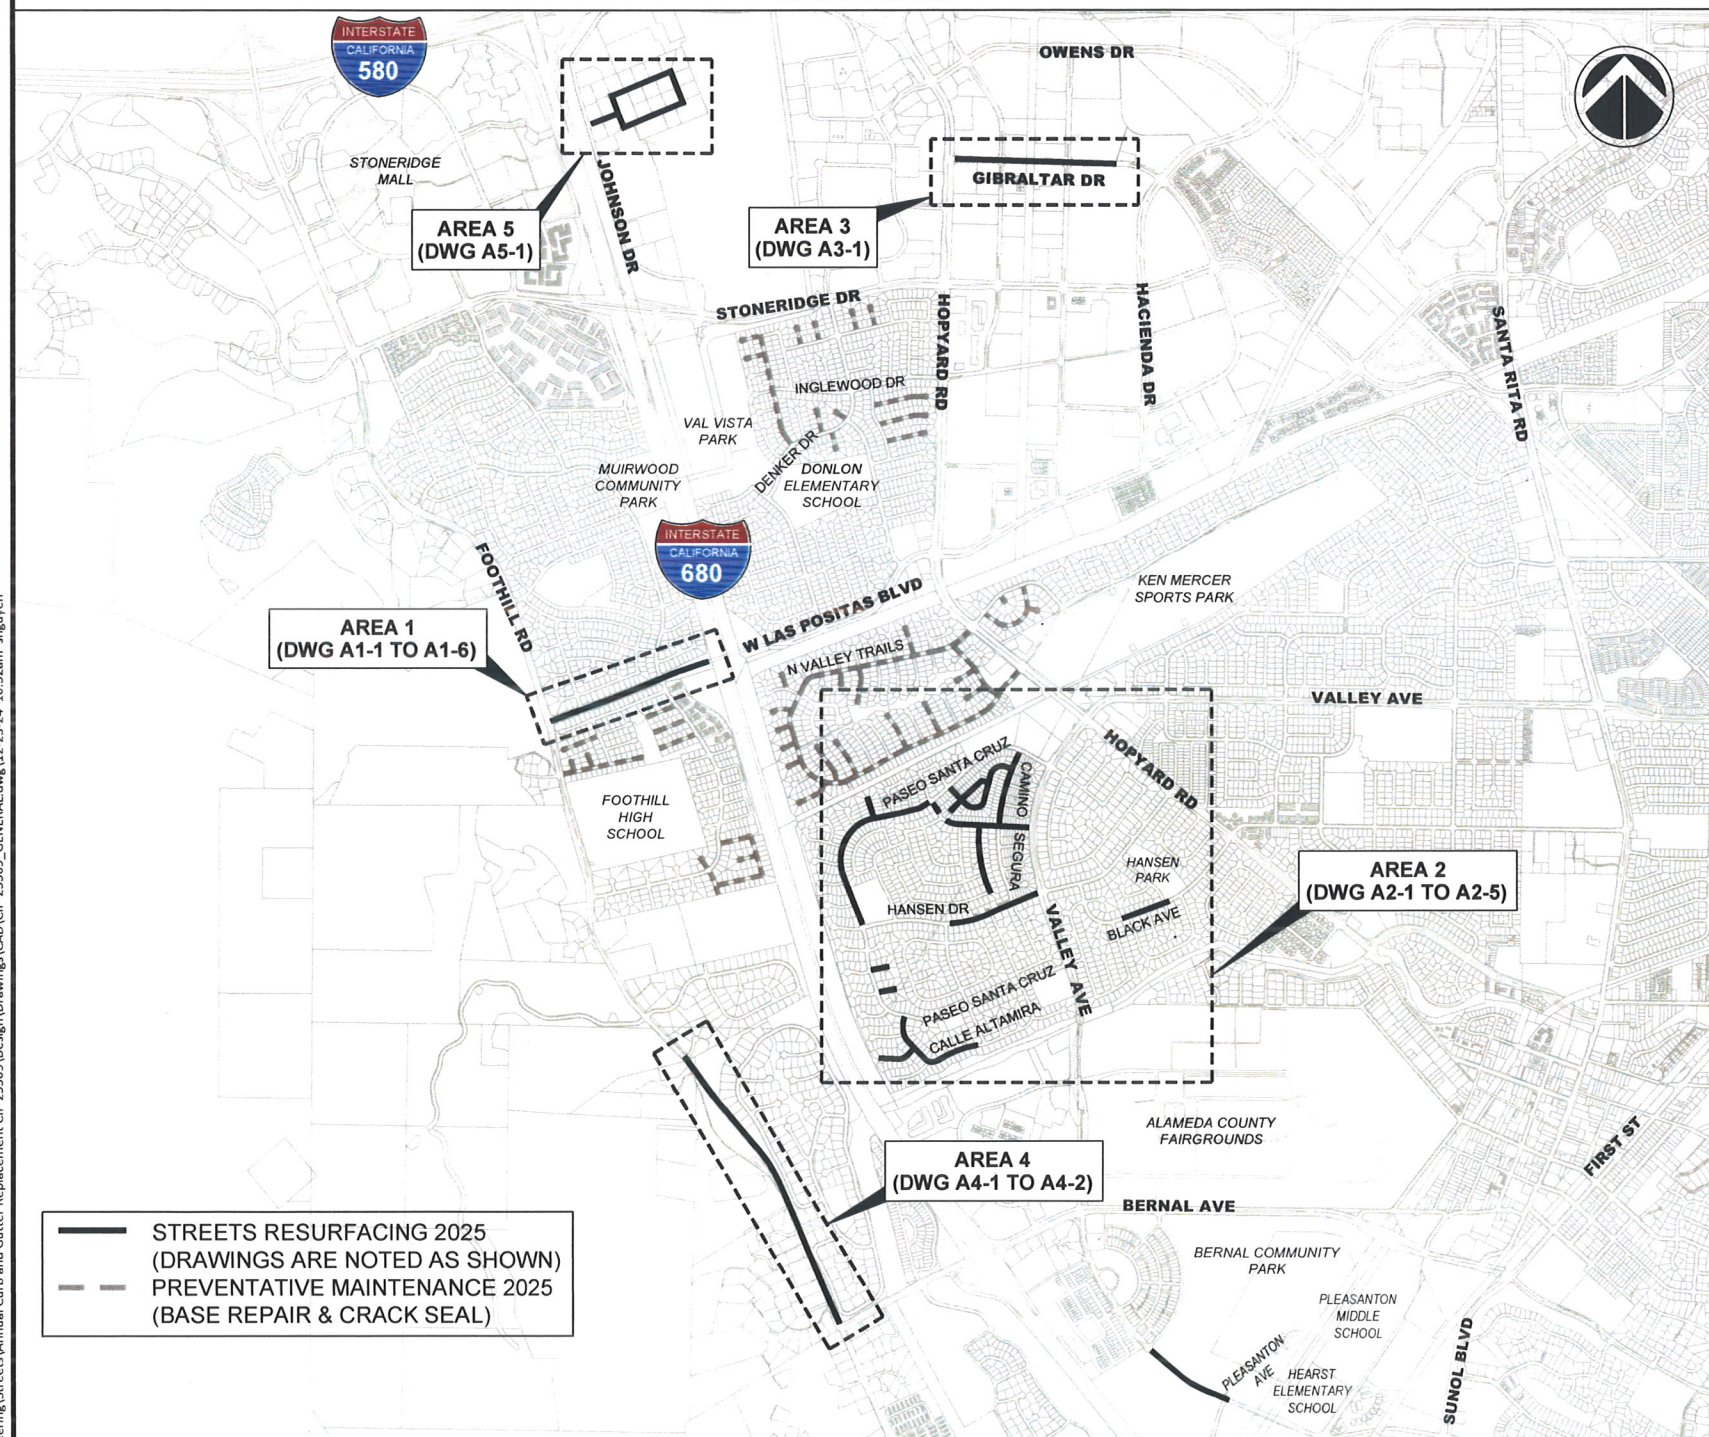 INTERSTATE
CALIFORNIA
580
OWENS DR
STONERIDGE
MALL
JOHNSON DR
GIBRALTAR DR
AREA 5
(DWG A5-1)
AREA 3
(DWG A3-1)
STONERIDGE DR
HOPYARD RD
HACIENDA DR
SANTA RITA RD
INGLEWOOD DR
VAL VISTA
PARK
DENKER DR
DONLON
ELEMENTARY
SCHOOL
MUIRWOOD
COMMUNITY
PARK
INTERSTATE
CALIFORNIA
680
FOOTHILL RD
KEN MERCER
SPORTS PARK
W LAS POSITAS BLVD
AREA 1
(DWG A1-1 TO A1-6)
N VALLEY TRAILS
VALLEY AVE
HOPYARD RD
PASEO SANTA CRUZ
CAMINO SEGURA
FOOTHILL
HIGH
SCHOOL
HANSEN
PARK
AREA 2
(DWG A2-1 TO A2-5)
HANSEN DR
BLACK AVE
VALLEY AVE
PASEO SANTA CRUZ
CALLE ALTAMIRA
ALAMEDA COUNTY
FAIRGROUNDS
FIRST ST
AREA 4
(DWG A4-1 TO A4-2)
BERNAL AVE
STREETS RESURFACING 2025
(DRAWINGS ARE NOTED AS SHOWN)
PREVENTATIVE MAINTENANCE 2025
(BASE REPAIR & CRACK SEAL)
BERNAL COMMUNITY
PARK
PLEASANTON
MIDDLE
SCHOOL
PLEASANTON
AVE
HEARST
ELEMENTARY
SCHOOL
SUNOL BLVD